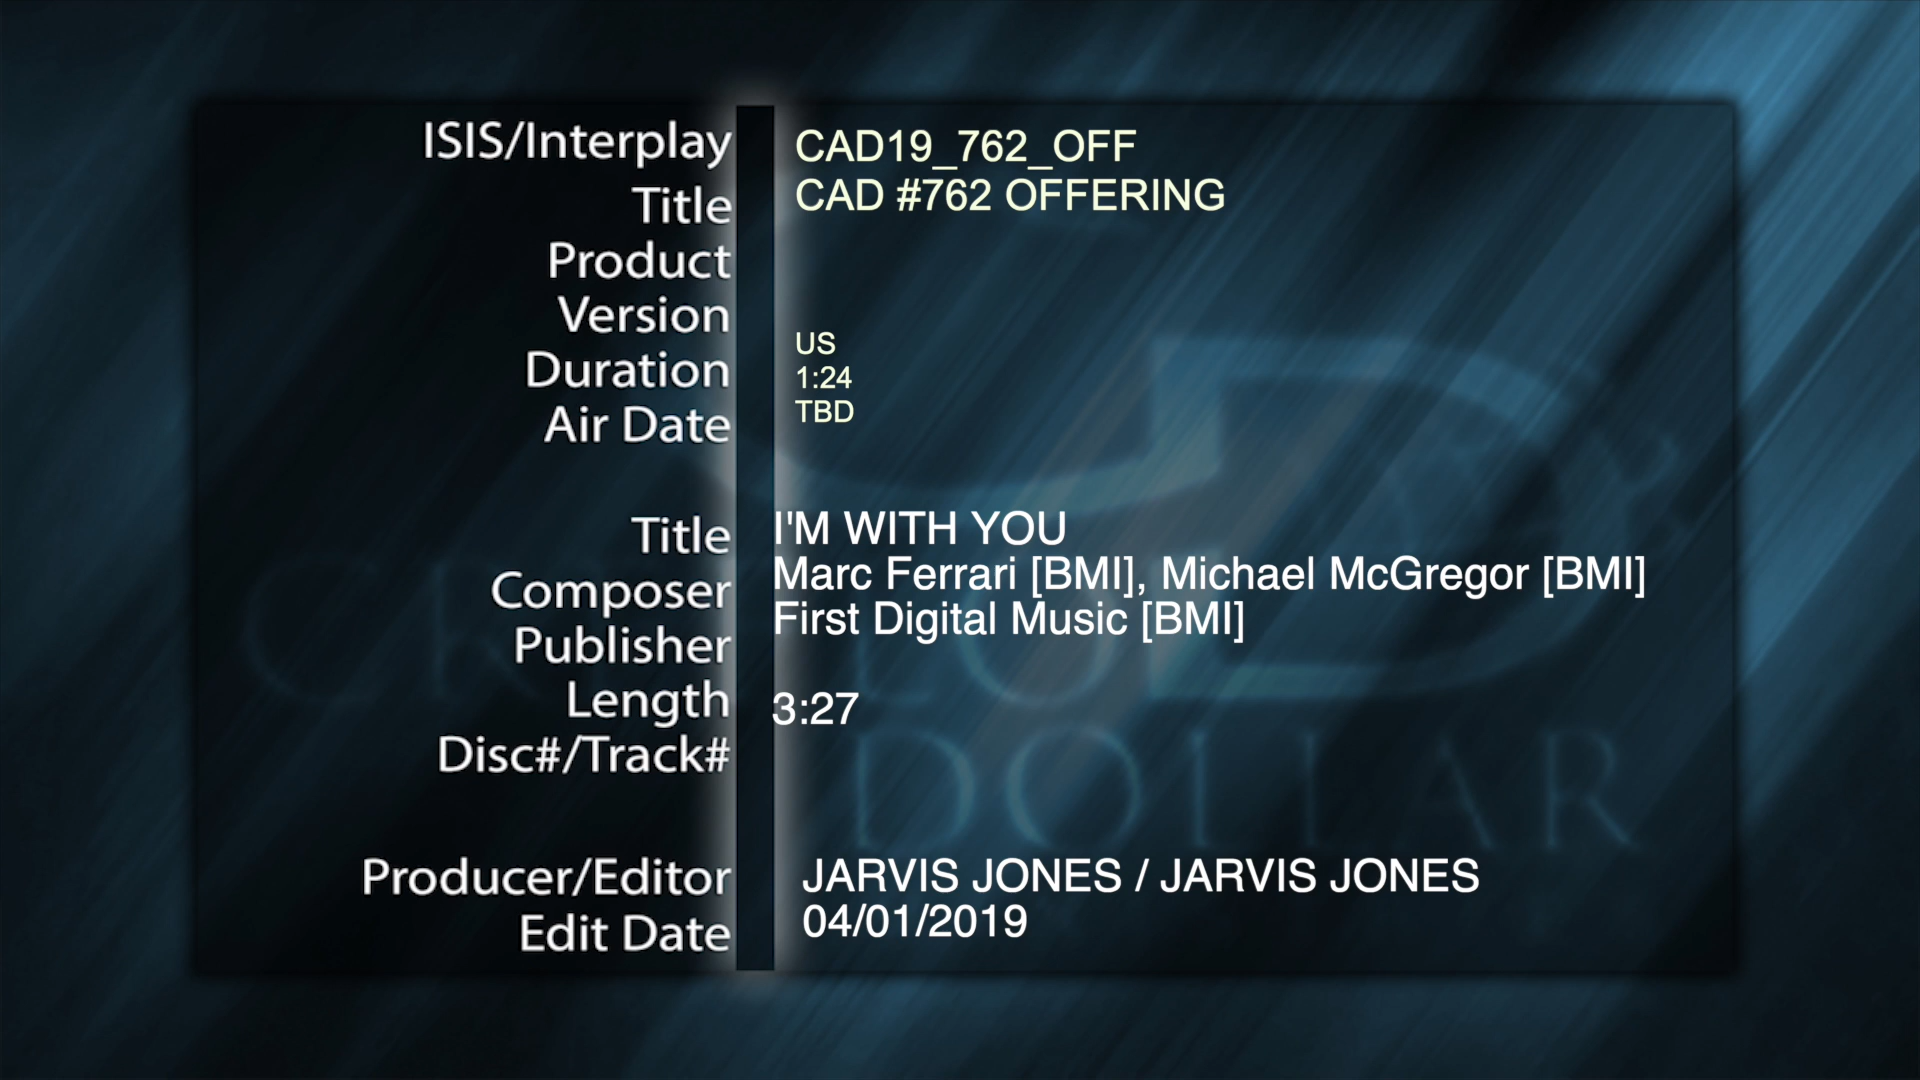 ISIS/Interplay CAD19_762_OFF
Title CAD #762 OFFERING
Product
Version US
Duration 1:24
Air Date TBD
Title I'M WITH YOU
Composer Marc Ferrari [BMI], Michael McGregor [BMI]
Publisher First Digital Music [BMI]
Length 3:27
Disc#/Track#
Producer/Editor JARVIS JONES / JARVIS JONES
Edit Date 04/01/2019
DOLLAR